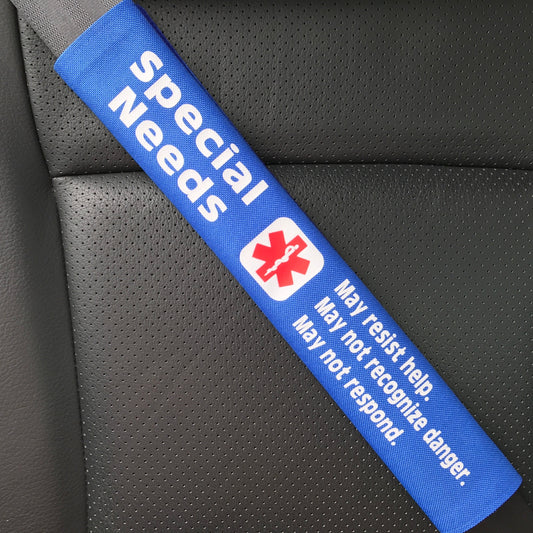 special
Needs
May resist help.
May not recognize danger.
May not respond.